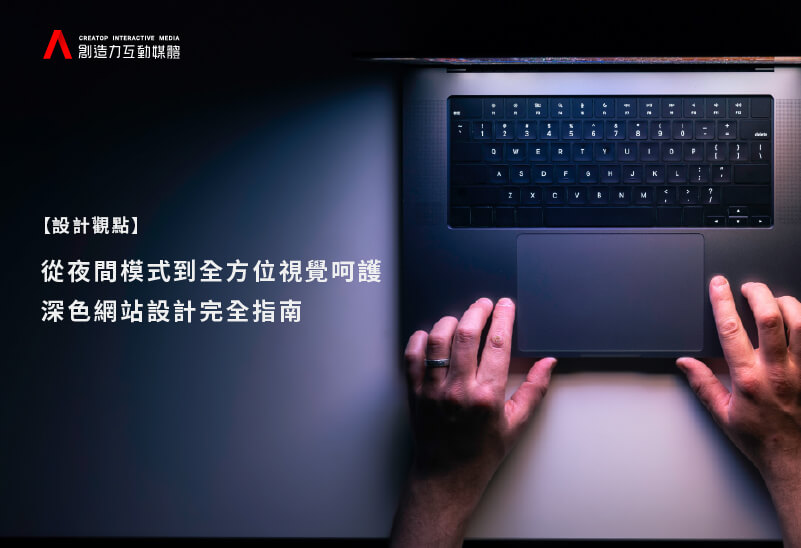 CREATOP INTERACTIVE MEDIA
創造力互動媒體
【設計觀點】
從夜間模式到全方位視覺呵護
深色網站設計完全指南
delete
Q W E R T Y U I O P
A S D F G H J K L
Z X C V B N M